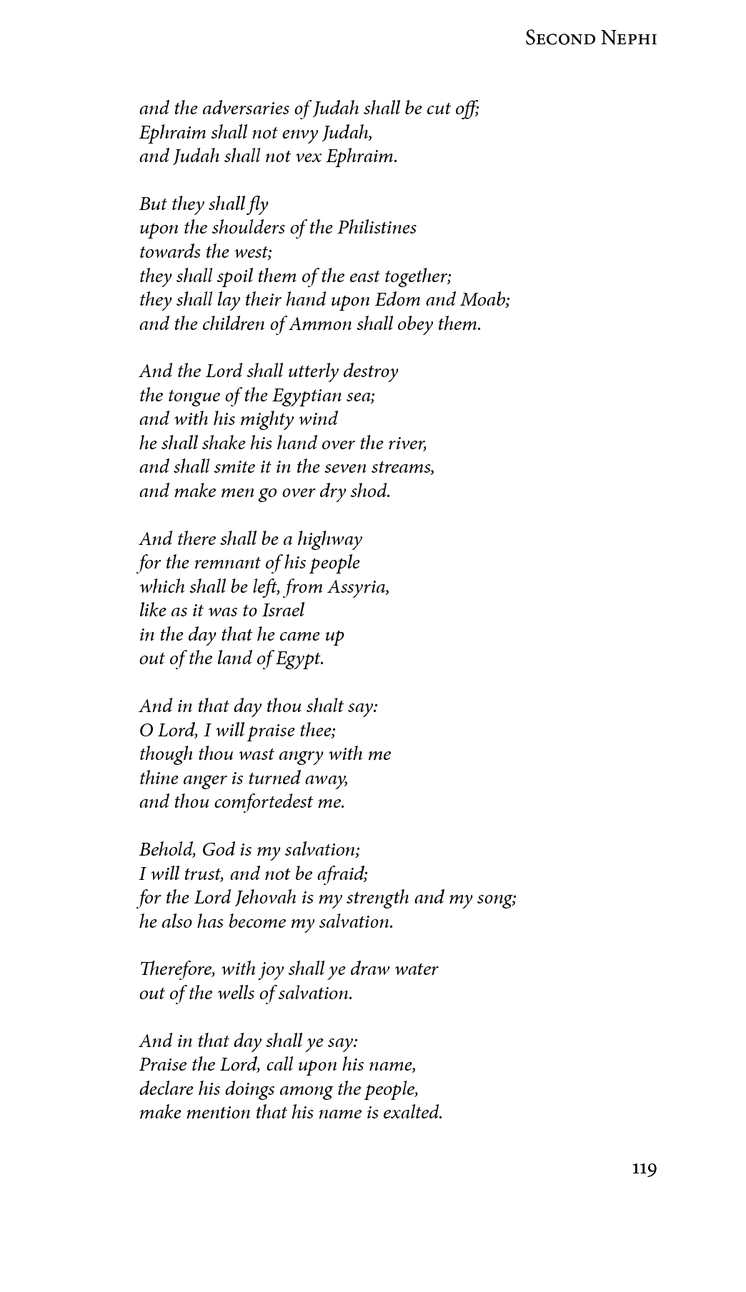 Second Nephi
and the adversaries of Judah shall be cut off;
Ephraim shall not envy Judah,
and Judah shall not vex Ephraim.
But they shall fly
upon the shoulders of the Philistines
towards the west;
they shall spoil them of the east together;
they shall lay their hand upon Edom and Moab;
and the children of Ammon shall obey them.
And the Lord shall utterly destroy
the tongue of the Egyptian sea;
and with his mighty wind
he shall shake his hand over the river,
and shall smite it in the seven streams,
and make men go over dry shod.
And there shall be a highway
for the remnant of his people
which shall be left, from Assyria,
like as it was to Israel
in the day that he came up
out of the land of Egypt.
And in that day thou shalt say:
O Lord, I will praise thee;
though thou wast angry with me
thine anger is turned away,
and thou comfortedest me.
Behold, God is my salvation;
I will trust, and not be afraid;
for the Lord Jehovah is my strength and my song;
he also has become my salvation.
Therefore, with joy shall ye draw water
out of the wells of salvation.
And in that day shall ye say:
Praise the Lord, call upon his name,
declare his doings among the people,
make mention that his name is exalted.
119